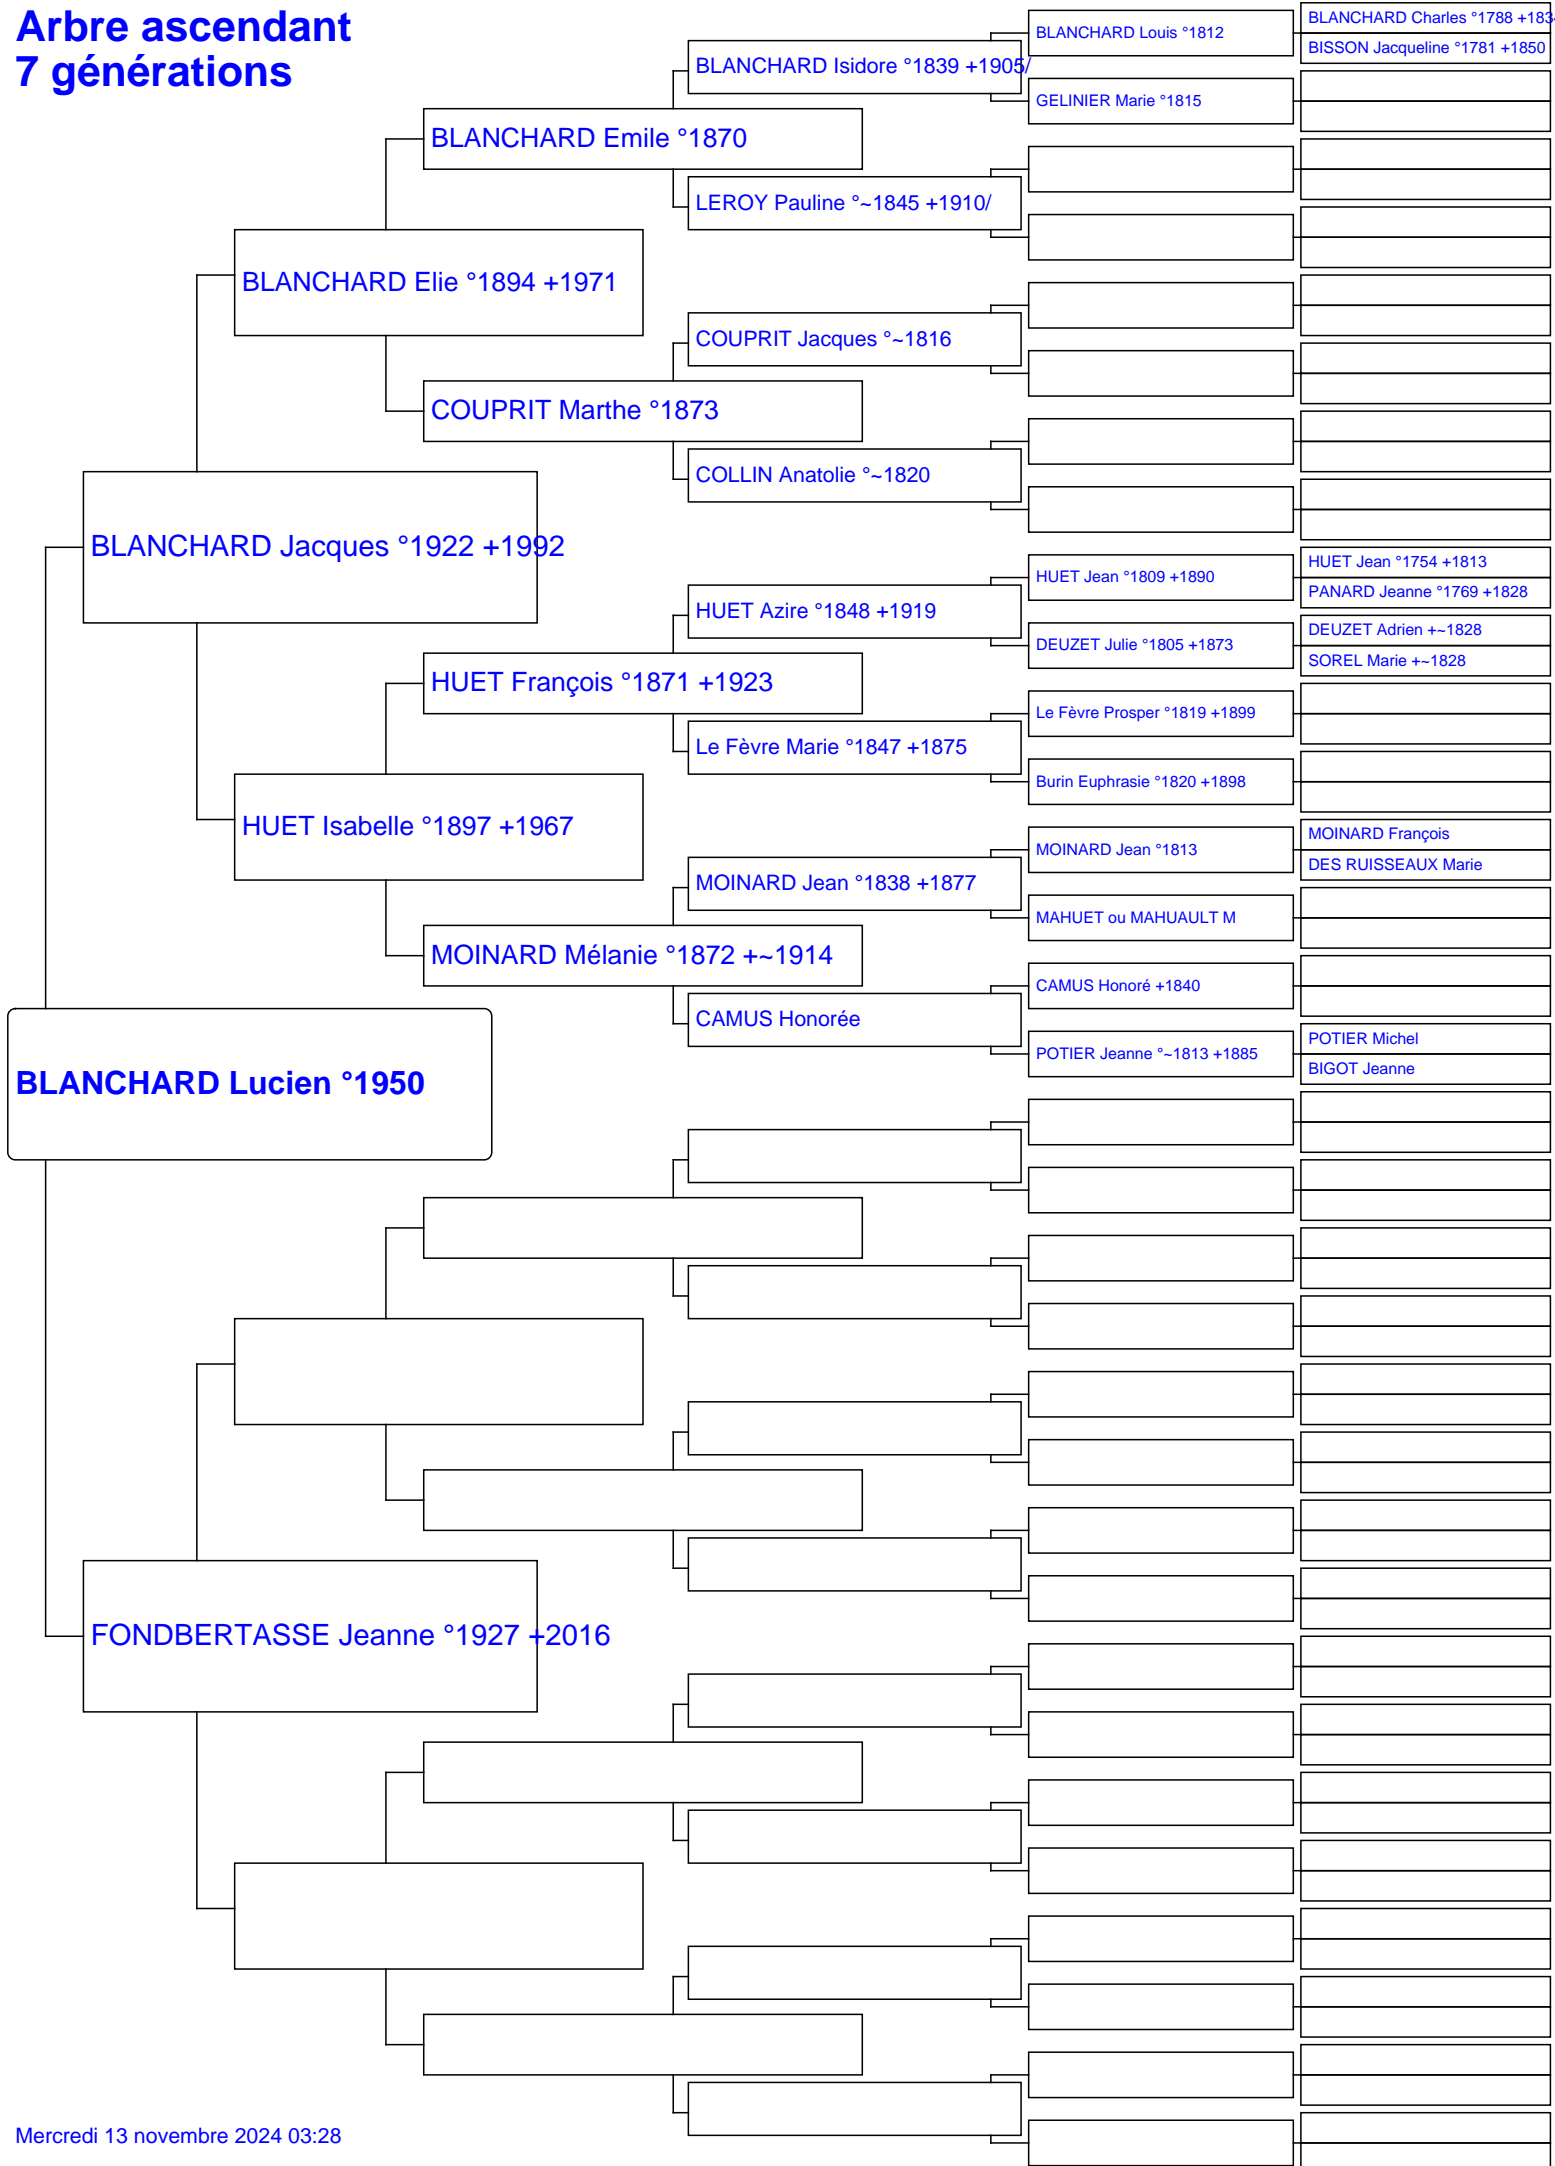 Arbre ascendant
7 générations
BLANCHARD Charles °1788 +183
BLANCHARD Louis °1812
BISSON Jacqueline °1781 +1850
BLANCHARD Isidore °1839 +1905/
GELINIER Marie °1815
BLANCHARD Emile °1870
LEROY Pauline °~1845 +1910/
BLANCHARD Elie °1894 +1971
COUPRIT Jacques °~1816
COUPRIT Marthe °1873
COLLIN Anatolie °~1820
BLANCHARD Jacques °1922 +1992
HUET Jean °1754 +1813
HUET Jean °1809 +1890
PANARD Jeanne °1769 +1828
HUET Azire °1848 +1919
DEUZET Adrien +~1828
DEUZET Julie °1805 +1873
SOREL Marie +~1828
HUET François °1871 +1923
Le Fèvre Prosper °1819 +1899
Le Fèvre Marie °1847 +1875
Burin Euphrasie °1820 +1898
HUET Isabelle °1897 +1967
MOINARD François
MOINARD Jean °1813
DES RUISSEAUX Marie
MOINARD Jean °1838 +1877
MAHUET ou MAHUAULT M
MOINARD Mélanie °1872 +~1914
CAMUS Honoré +1840
CAMUS Honorée
POTIER Michel
POTIER Jeanne °~1813 +1885
BIGOT Jeanne
BLANCHARD Lucien °1950
FONDBERTASSE Jeanne °1927 +2016
Mercredi 13 novembre 2024 03:28